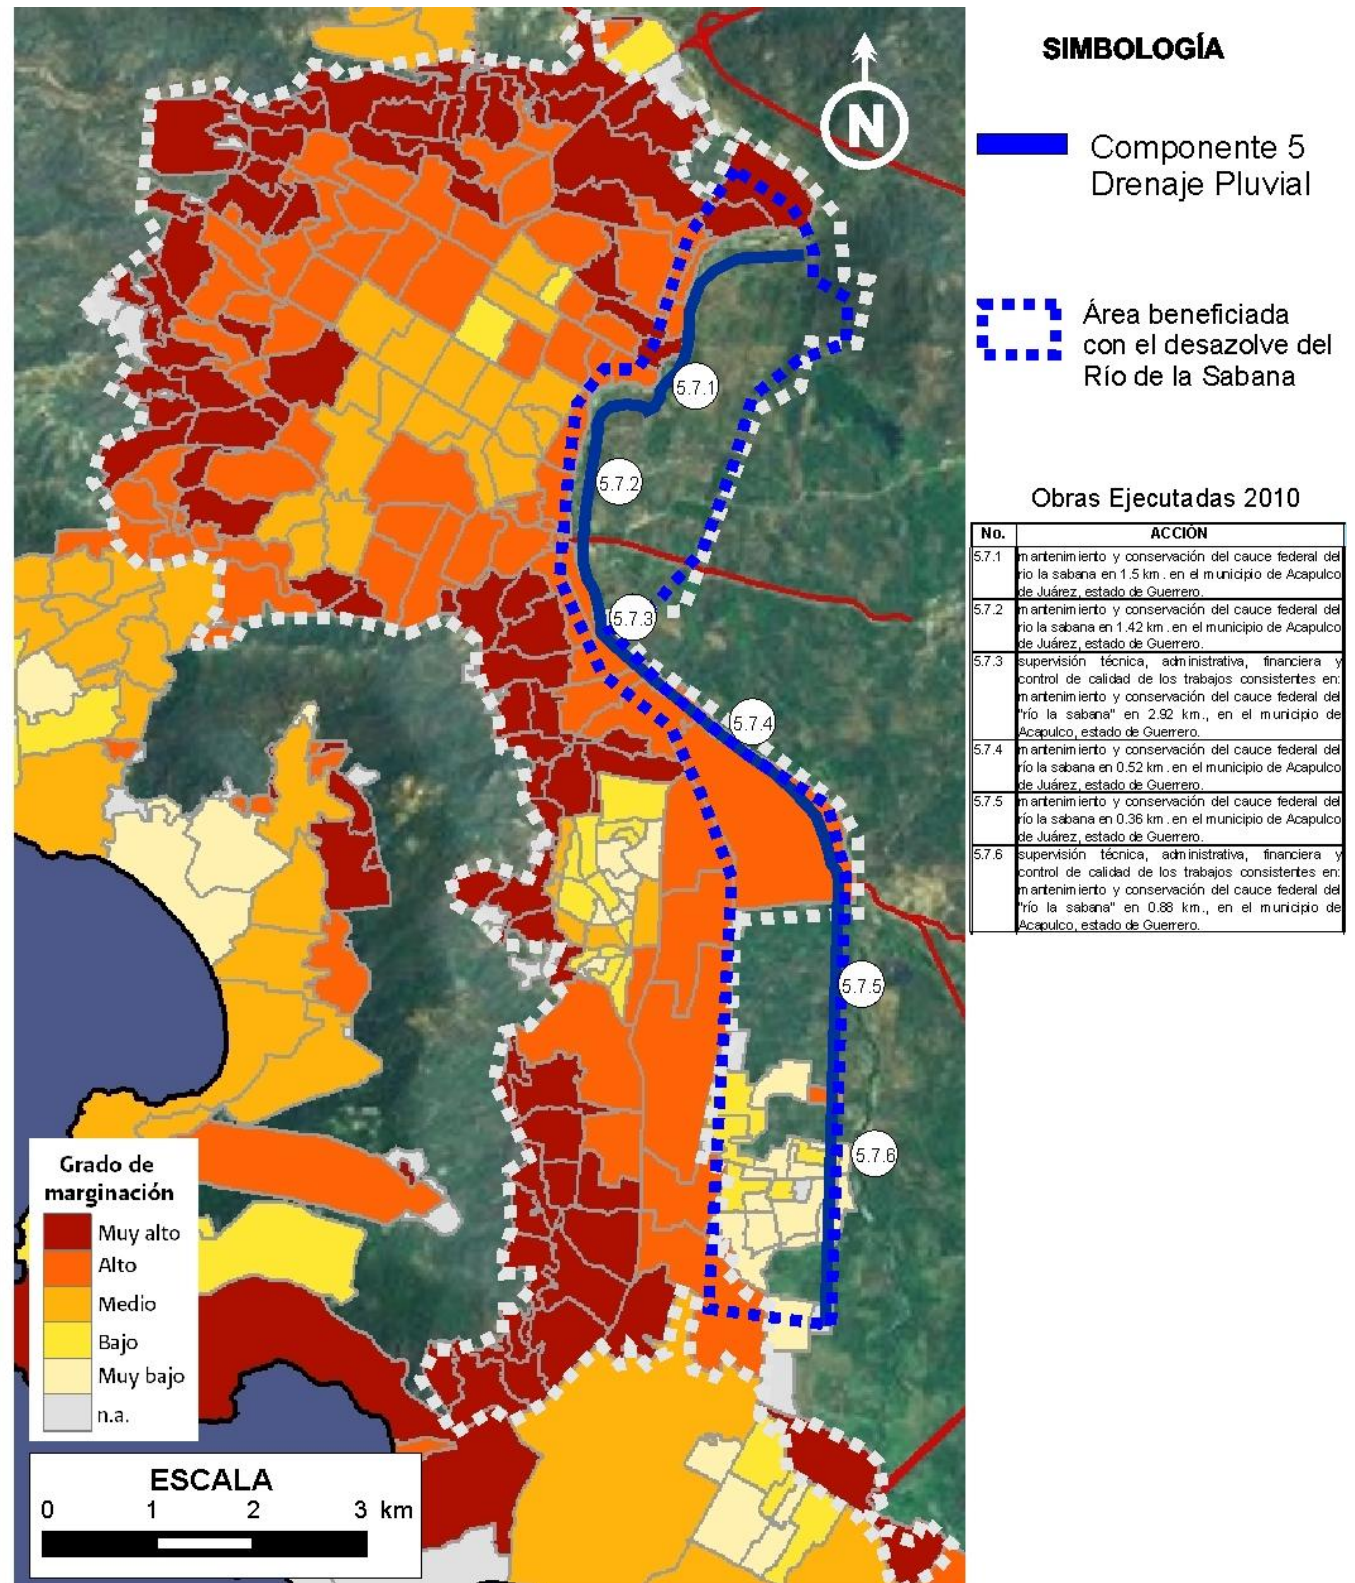 N
SIMBOLOGÍA
Componente 5
Drenaje Pluvial
Área beneficiada
con el desazolve del
Río de la Sabana
Obras Ejecutadas 2010
No. ACCIÓN
5.7.1 mantenimiento y conservación del cauce federal del
rio la sabana en 1.5 km. en el municipio de Acapulco
de Juárez, estado de Guerrero.
5.7.2 mantenimiento y conservación del cauce federal del
rio la sabana en 1.42 km. en el municipio de Acapulco
de Juárez, estado de Guerrero.
5.7.3 supervisión técnica, administrativa, financiera y
control de calidad de los trabajos consistentes en:
mantenimiento y conservación del cauce federal del
"río la sabana" en 2.92 km., en el municipio de
Acapulco, estado de Guerrero.
5.7.4 mantenimiento y conservación del cauce federal del
río la sabana en 0.52 km. en el municipio de Acapulco
de Juárez, estado de Guerrero.
5.7.5 mantenimiento y conservación del cauce federal del
río la sabana en 0.36 km. en el municipio de Acapulco
de Juárez, estado de Guerrero.
5.7.6 supervisión técnica, administrativa, financiera y
control de calidad de los trabajos consistentes en:
mantenimiento y conservación del cauce federal del
"río la sabana" en 0.88 km., en el municipio de
Acapulco, estado de Guerrero.
5.7.1
5.7.2
5.7.3
5.7.4
5.7.5
5.7.6
Grado de
marginación
Muy alto
Alto
Medio
Bajo
Muy bajo
n.a.
ESCALA
0 1 2 3 km